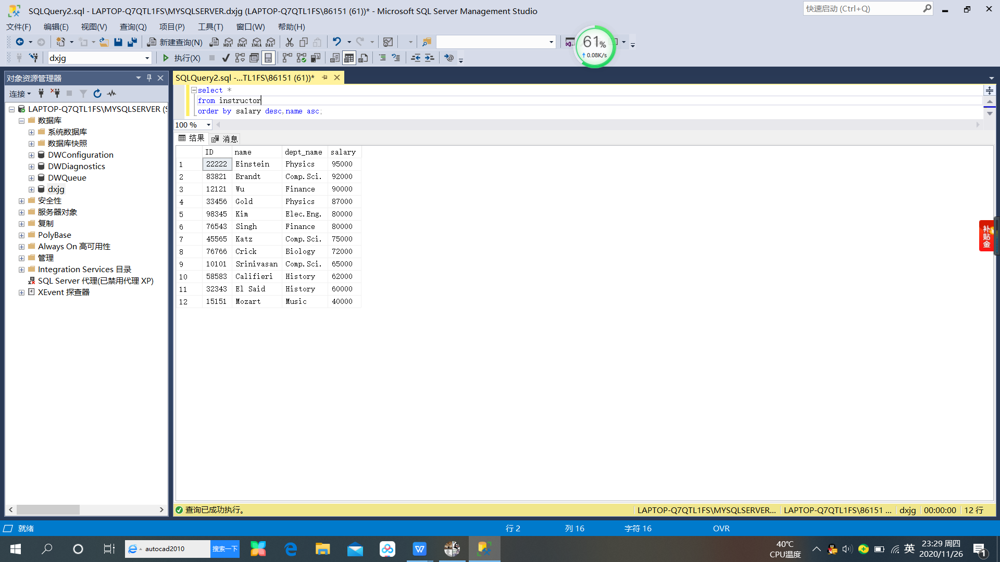 SQLQuery2.sql - LAPTOP-Q7QTL1FS\MYSQLSERVER.dxjg (LAPTOP-Q7QTL1FS\86151 (61))* - Microsoft SQL Server Management Studio
快速启动 (Ctrl+Q)
文件(F) 编辑(E) 视图(V) 查询(Q) 项目(P) 工具(T) 窗口(W) 帮助(H)
新建查询(N) MDX DMX XMLA DAX
61%
0.08K/s
dxjg 执行(X)
对象资源管理器
SQLQuery2.sql -...TL1FS\86151 (61))*
连接
select *
from instructor
order by salary desc,name asc;
100 %
结果 消息
LAPTOP-Q7QTL1FS\MYSQLSERVER (S
数据库
系统数据库
数据库快照
DWConfiguration
DWDiagnostics
DWQueue
dxjg
安全性
服务器对象
复制
PolyBase
Always On 高可用性
管理
Integration Services 目录
SQL Server 代理(已禁用代理 XP)
XEvent 探查器
ID name dept_name salary
1 22222 Einstein Physics 95000
2 83821 Brandt Comp.Sci. 92000
3 12121 Wu Finance 90000
4 33456 Gold Physics 87000
5 98345 Kim Elec.Eng. 80000
6 76543 Singh Finance 80000
7 45565 Katz Comp.Sci. 75000
8 76766 Crick Biology 72000
9 10101 Srinivasan Comp.Sci. 65000
10 58583 Califieri History 62000
11 32343 El Said History 60000
12 15151 Mozart Music 40000
补贴金
查询已成功执行。
LAPTOP-Q7QTL1FS\MYSQLSERVER... LAPTOP-Q7QTL1FS\86151 ... dxjg 00:00:00 12 行
就绪 行 2 列 16 字符 16 OVR
autocad2010 搜索一下
40℃
CPU温度
英
23:29 周四
2020/11/26
1